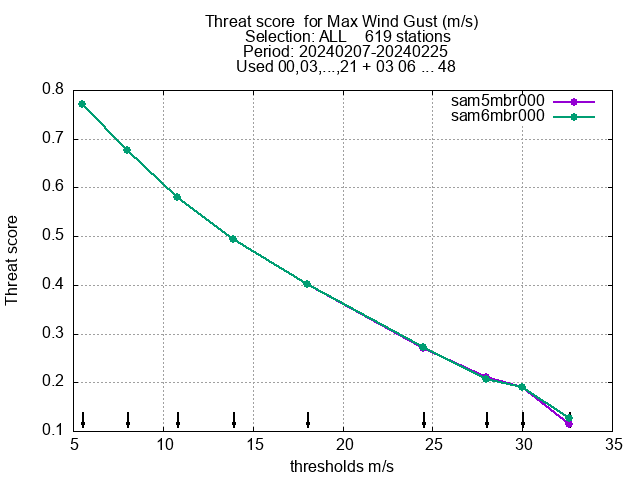 Threat score  for Max Wind Gust (m/s)
Selection: ALL    619 stations
Period: 20240207-20240225
Used 00,03,...,21 + 03 06 ... 48
sam5mbr000
sam6mbr000
0.8
0.7
0.6
0.5
0.4
0.3
0.2
0.1
Threat score
5 10 15 20 25 30 35
thresholds m/s